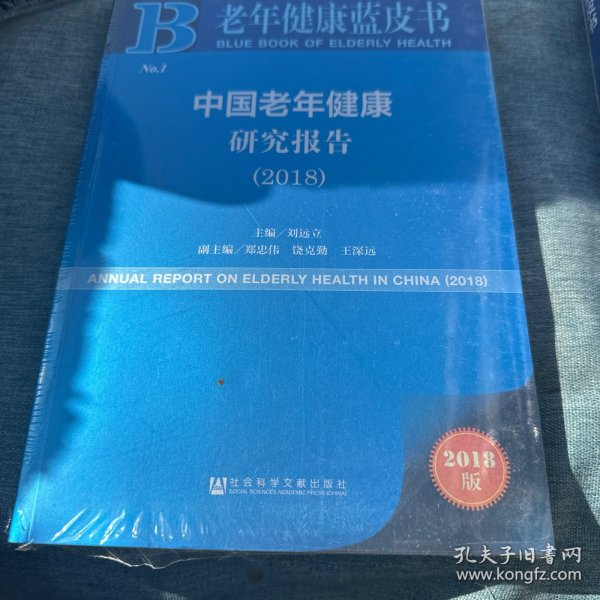 B 老年健康蓝皮书
BLUE BOOK OF ELDERLY HEALTH
No.1
中国老年健康
研究报告
(2018)
主编／刘远立
副主编／郑忠伟 饶克勤 王深远
ANNUAL REPORT ON ELDERLY HEALTH IN CHINA (2018)
2018
版
社会科学文献出版社
SOCIAL SCIENCES ACADEMIC PRESS (CHINA)
孔夫子旧书网
www.kongfz.com